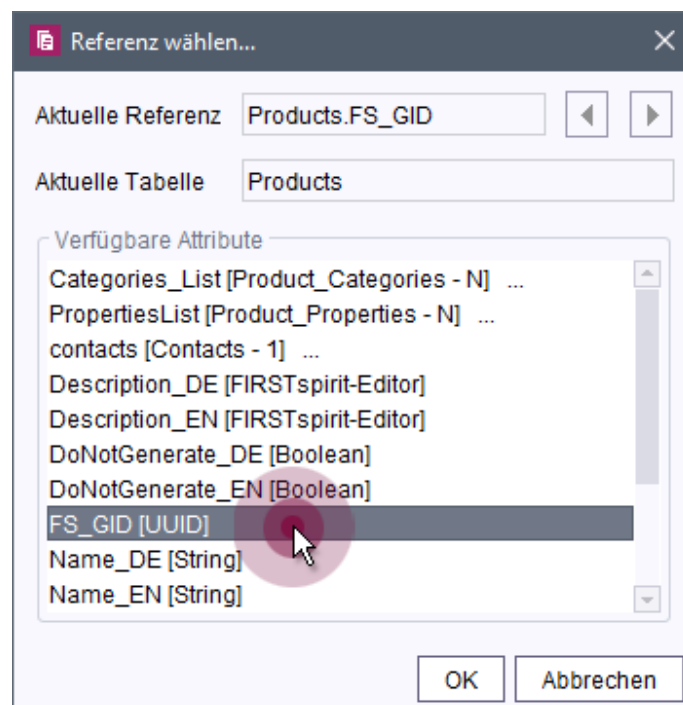 Referenz wählen...
Aktuelle Referenz Products.FS_GID
Aktuelle Tabelle Products
Verfügbare Attribute
Categories_List [Product_Categories - N] ...
PropertiesList [Product_Properties - N] ...
contacts [Contacts - 1] ...
Description_DE [FIRSTspirit-Editor]
Description_EN [FIRSTspirit-Editor]
DoNotGenerate_DE [Boolean]
DoNotGenerate_EN [Boolean]
FS_GID [UUID]
Name_DE [String]
Name_EN [String]
OK Abbrechen